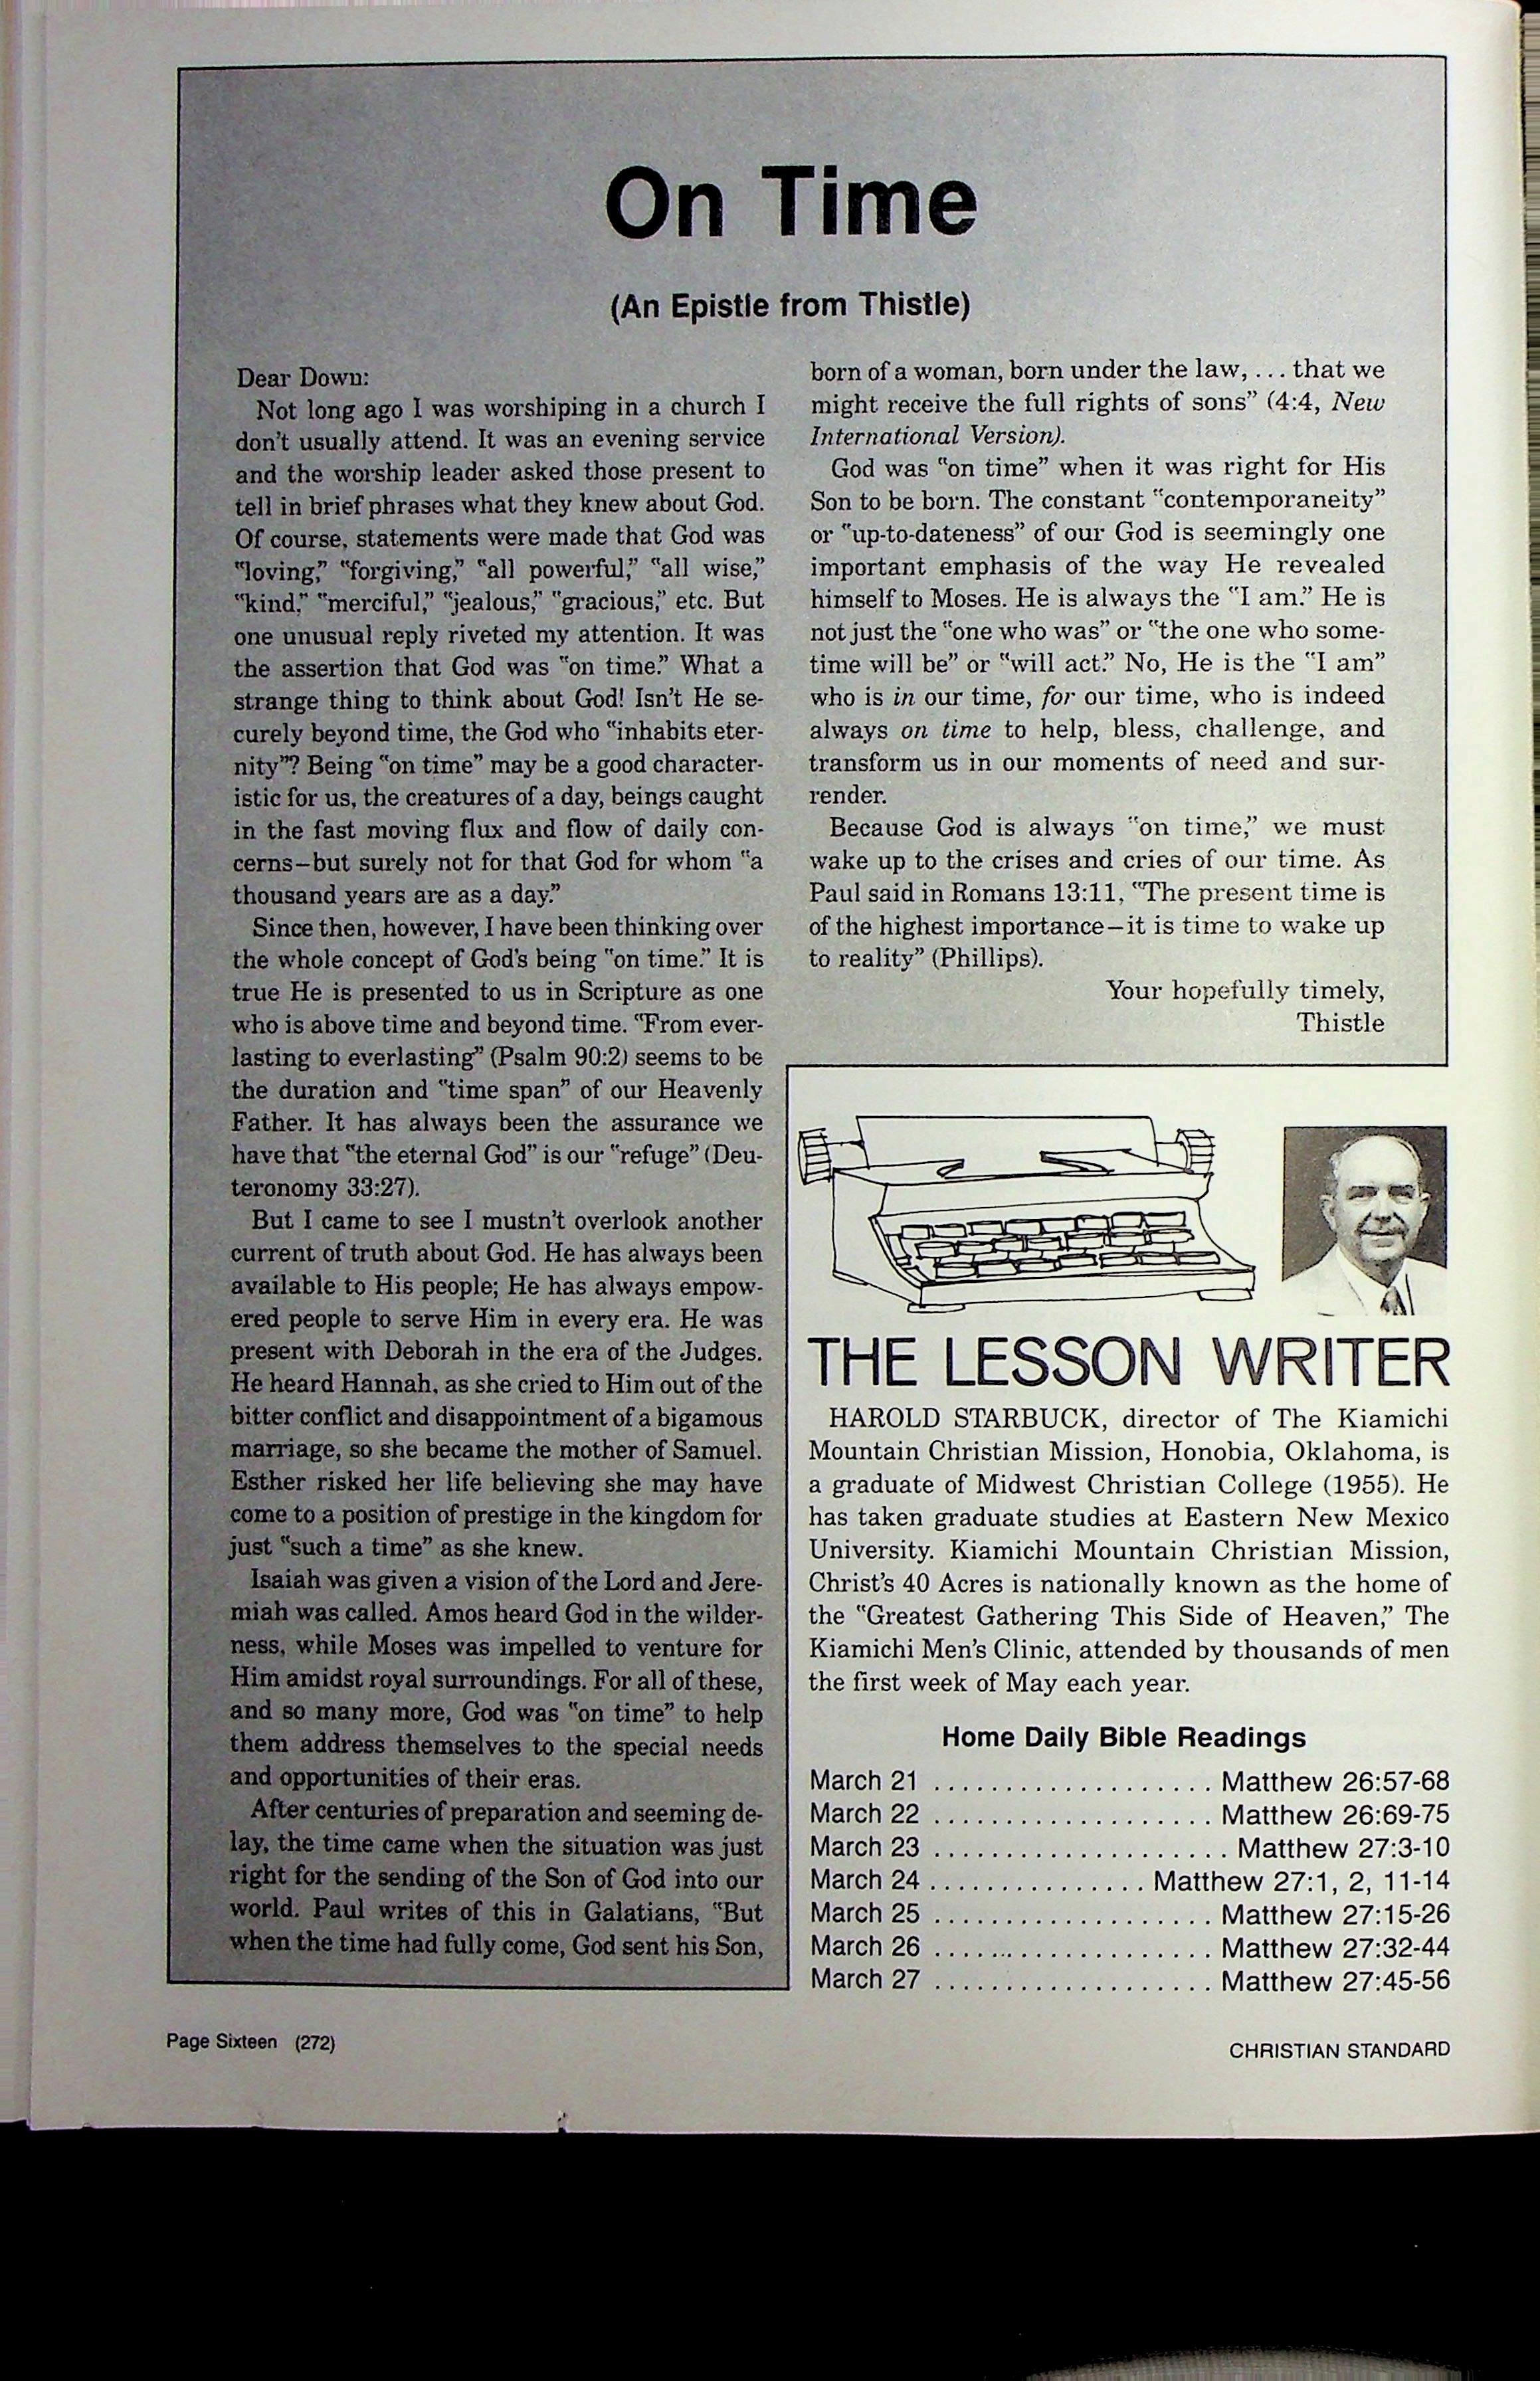 On Time
(An Epistle from Thistle)
Dear Down:
Not long ago I was worshiping in a church I
don't usually attend. It was an evening service
and the worship leader asked those present to
tell in brief phrases what they knew about God.
Of course, statements were made that God was
"loving," "forgiving," "all powerful," "all wise,"
"kind," "merciful," "jealous," "gracious," etc. But
one unusual reply riveted my attention. It was
the assertion that God was "on time." What a
strange thing to think about God! Isn't He se-
curely beyond time, the God who "inhabits eter-
nity"? Being "on time" may be a good character-
istic for us, the creatures of a day, beings caught
in the fast moving flux and flow of daily con-
cerns—but surely not for that God for whom "a
thousand years are as a day."
Since then, however, I have been thinking over
the whole concept of God's being "on time." It is
true He is presented to us in Scripture as one
who is above time and beyond time. "From ever-
lasting to everlasting" (Psalm 90:2) seems to be
the duration and "time span" of our Heavenly
Father. It has always been the assurance we
have that "the eternal God" is our "refuge" (Deu-
teronomy 33:27).
But I came to see I mustn't overlook another
current of truth about God. He has always been
available to His people; He has always empow-
ered people to serve Him in every era. He was
present with Deborah in the era of the Judges.
He heard Hannah, as she cried to Him out of the
bitter conflict and disappointment of a bigamous
marriage, so she became the mother of Samuel.
Esther risked her life believing she may have
come to a position of prestige in the kingdom for
just "such a time" as she knew.
Isaiah was given a vision of the Lord and Jere-
miah was called. Amos heard God in the wilder-
ness, while Moses was impelled to venture for
Him amidst royal surroundings. For all of these,
and so many more, God was "on time" to help
them address themselves to the special needs
and opportunities of their eras.
After centuries of preparation and seeming de-
lay, the time came when the situation was just
right for the sending of the Son of God into our
world. Paul writes of this in Galatians, "But
when the time had fully come, God sent his Son,
born of a woman, born under the law, . . . that we
might receive the full rights of sons" (4:4, New
International Version).
God was "on time" when it was right for His
Son to be born. The constant "contemporaneity"
or "up-to-dateness" of our God is seemingly one
important emphasis of the way He revealed
himself to Moses. He is always the "I am." He is
not just the "one who was" or "the one who some-
time will be" or "will act." No, He is the "I am"
who is in our time, for our time, who is indeed
always on time to help, bless, challenge, and
transform us in our moments of need and sur-
render.
Because God is always "on time," we must
wake up to the crises and cries of our time. As
Paul said in Romans 13:11, "The present time is
of the highest importance—it is time to wake up
to reality" (Phillips).
Your hopefully timely,
Thistle
THE LESSON WRITER
HAROLD STARBUCK, director of The Kiamichi
Mountain Christian Mission, Honobia, Oklahoma, is
a graduate of Midwest Christian College (1955). He
has taken graduate studies at Eastern New Mexico
University. Kiamichi Mountain Christian Mission,
Christ's 40 Acres is nationally known as the home of
the "Greatest Gathering This Side of Heaven," The
Kiamichi Men's Clinic, attended by thousands of men
the first week of May each year.
Home Daily Bible Readings
March 21 . . . . . . . . . . . . . . . . . . . . Matthew 26:57-68
March 22 . . . . . . . . . . . . . . . . . . . . Matthew 26:69-75
March 23 . . . . . . . . . . . . . . . . . . . . . Matthew 27:3-10
March 24 . . . . . . . . . . . . . . . Matthew 27:1, 2, 11-14
March 25 . . . . . . . . . . . . . . . . . . . . Matthew 27:15-26
March 26 . . . . . . . . . . . . . . . . . . . . Matthew 27:32-44
March 27 . . . . . . . . . . . . . . . . . . . . Matthew 27:45-56
Page Sixteen (272)
CHRISTIAN STANDARD